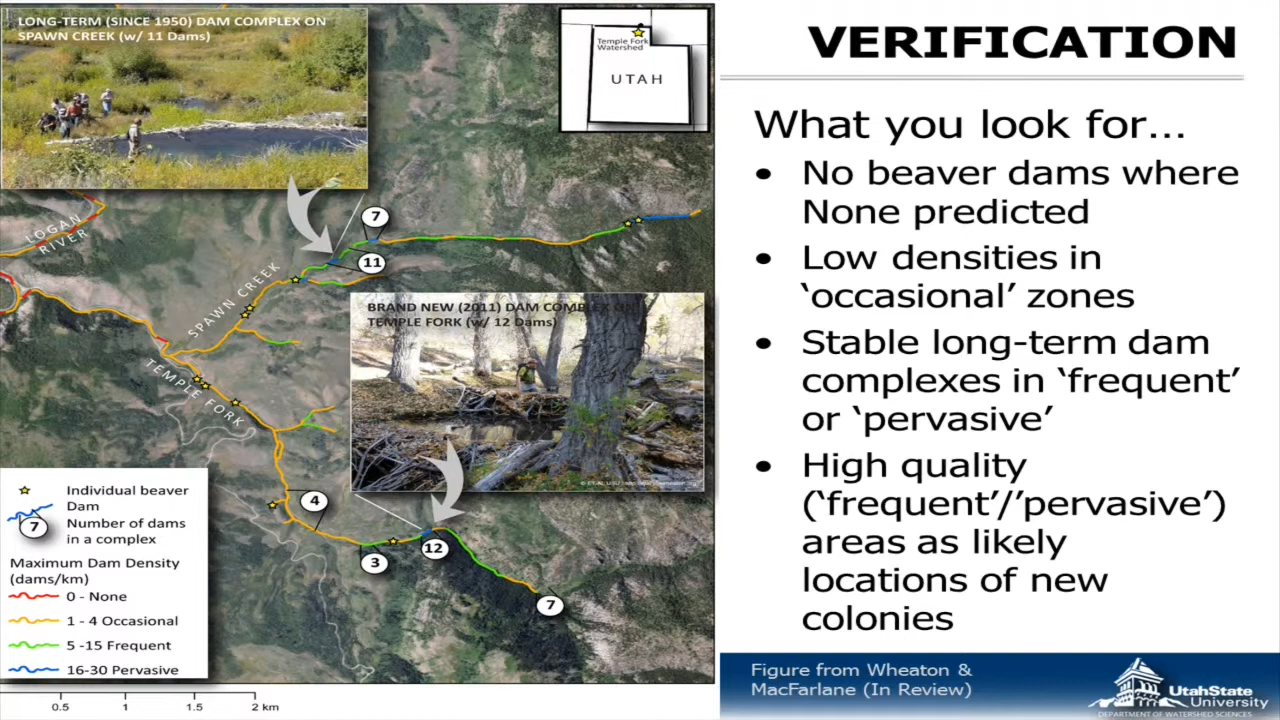 LONG-TERM (SINCE 1950) DAM COMPLEX ON
SPAWN CREEK (w/ 11 Dams)
Temple Fork
Watershed
UTAH
LOGAN
RIVER
7
11
SPAWN CREEK
BRAND NEW (2011) DAM COMPLEX ON
TEMPLE FORK (w/ 12 Dams)
TEMPLE FORK
4
3
12
7
Individual beaver
Dam
7
Number of dams
in a complex
Maximum Dam Density
(dams/km)
0 - None
1 - 4 Occasional
5 -15 Frequent
16-30 Pervasive
0.5 1 2 km
VERIFICATION
What you look for...
• No beaver dams where
None predicted
• Low densities in
‘occasional’ zones
• Stable long-term dam
complexes in ‘frequent’
or ‘pervasive’
• High quality
(‘frequent’/’pervasive’)
areas as likely
locations of new
colonies
Figure from Wheaton &
MacFarlane (In Review)
UtahState
University
DEPARTMENT OF WATERSHED SCIENCES